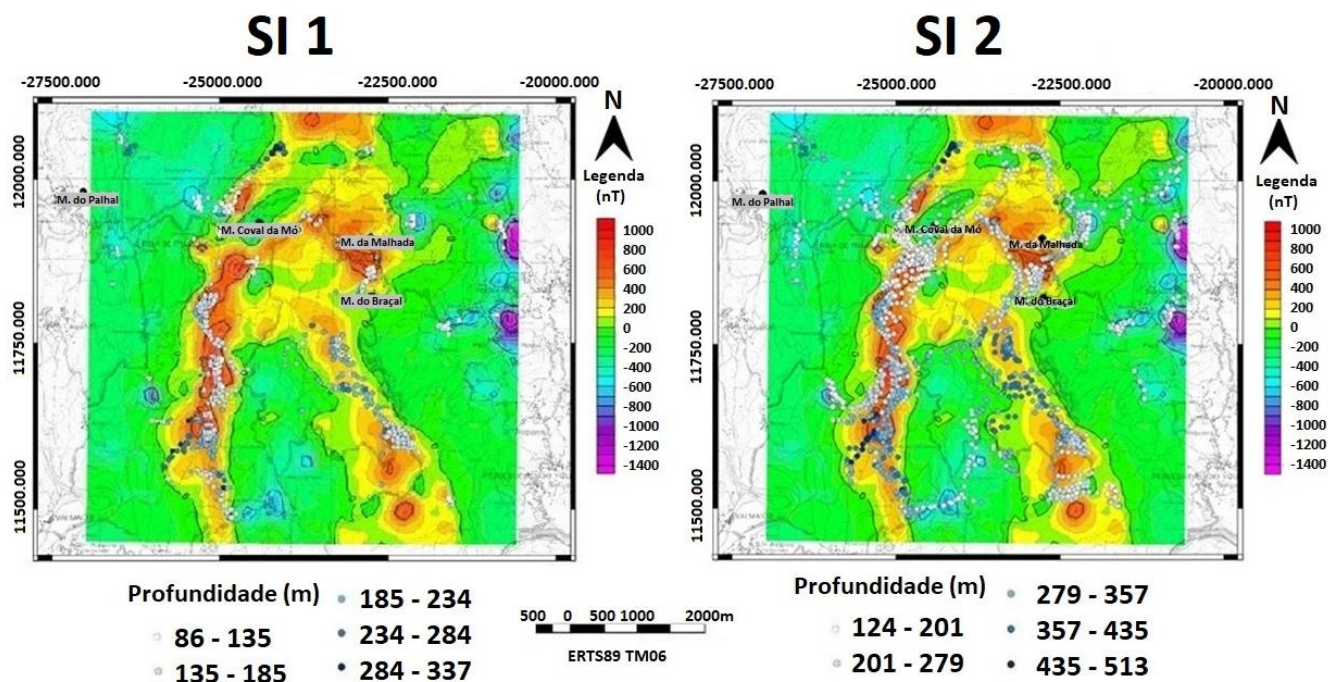 SI 1
SI 2
-27500.000 -25000.000 -22500.000 -20000.000
-27500.000 -25000.000 -22500.000 -20000.000
N
N
12000.000
11750.000
11500.000
12000.000
11750.000
11500.000
M. do Palhal
M. Coval da Mó
M. da Malhada
M. do Braçal
M. do Palhal
M. Coval da Mó
M. da Malhada
M. do Braçal
Legenda
(nT)
1000
800
600
400
200
0
-200
-400
-600
-800
-1000
-1200
-1400
Legenda
(nT)
1000
800
600
400
200
0
-200
-400
-600
-800
-1000
-1200
-1400
Profundidade (m)
86 - 135
135 - 185
185 - 234
234 - 284
284 - 337
500 0 500 1000 2000m
ERTS89 TM06
Profundidade (m)
124 - 201
201 - 279
279 - 357
357 - 435
435 - 513